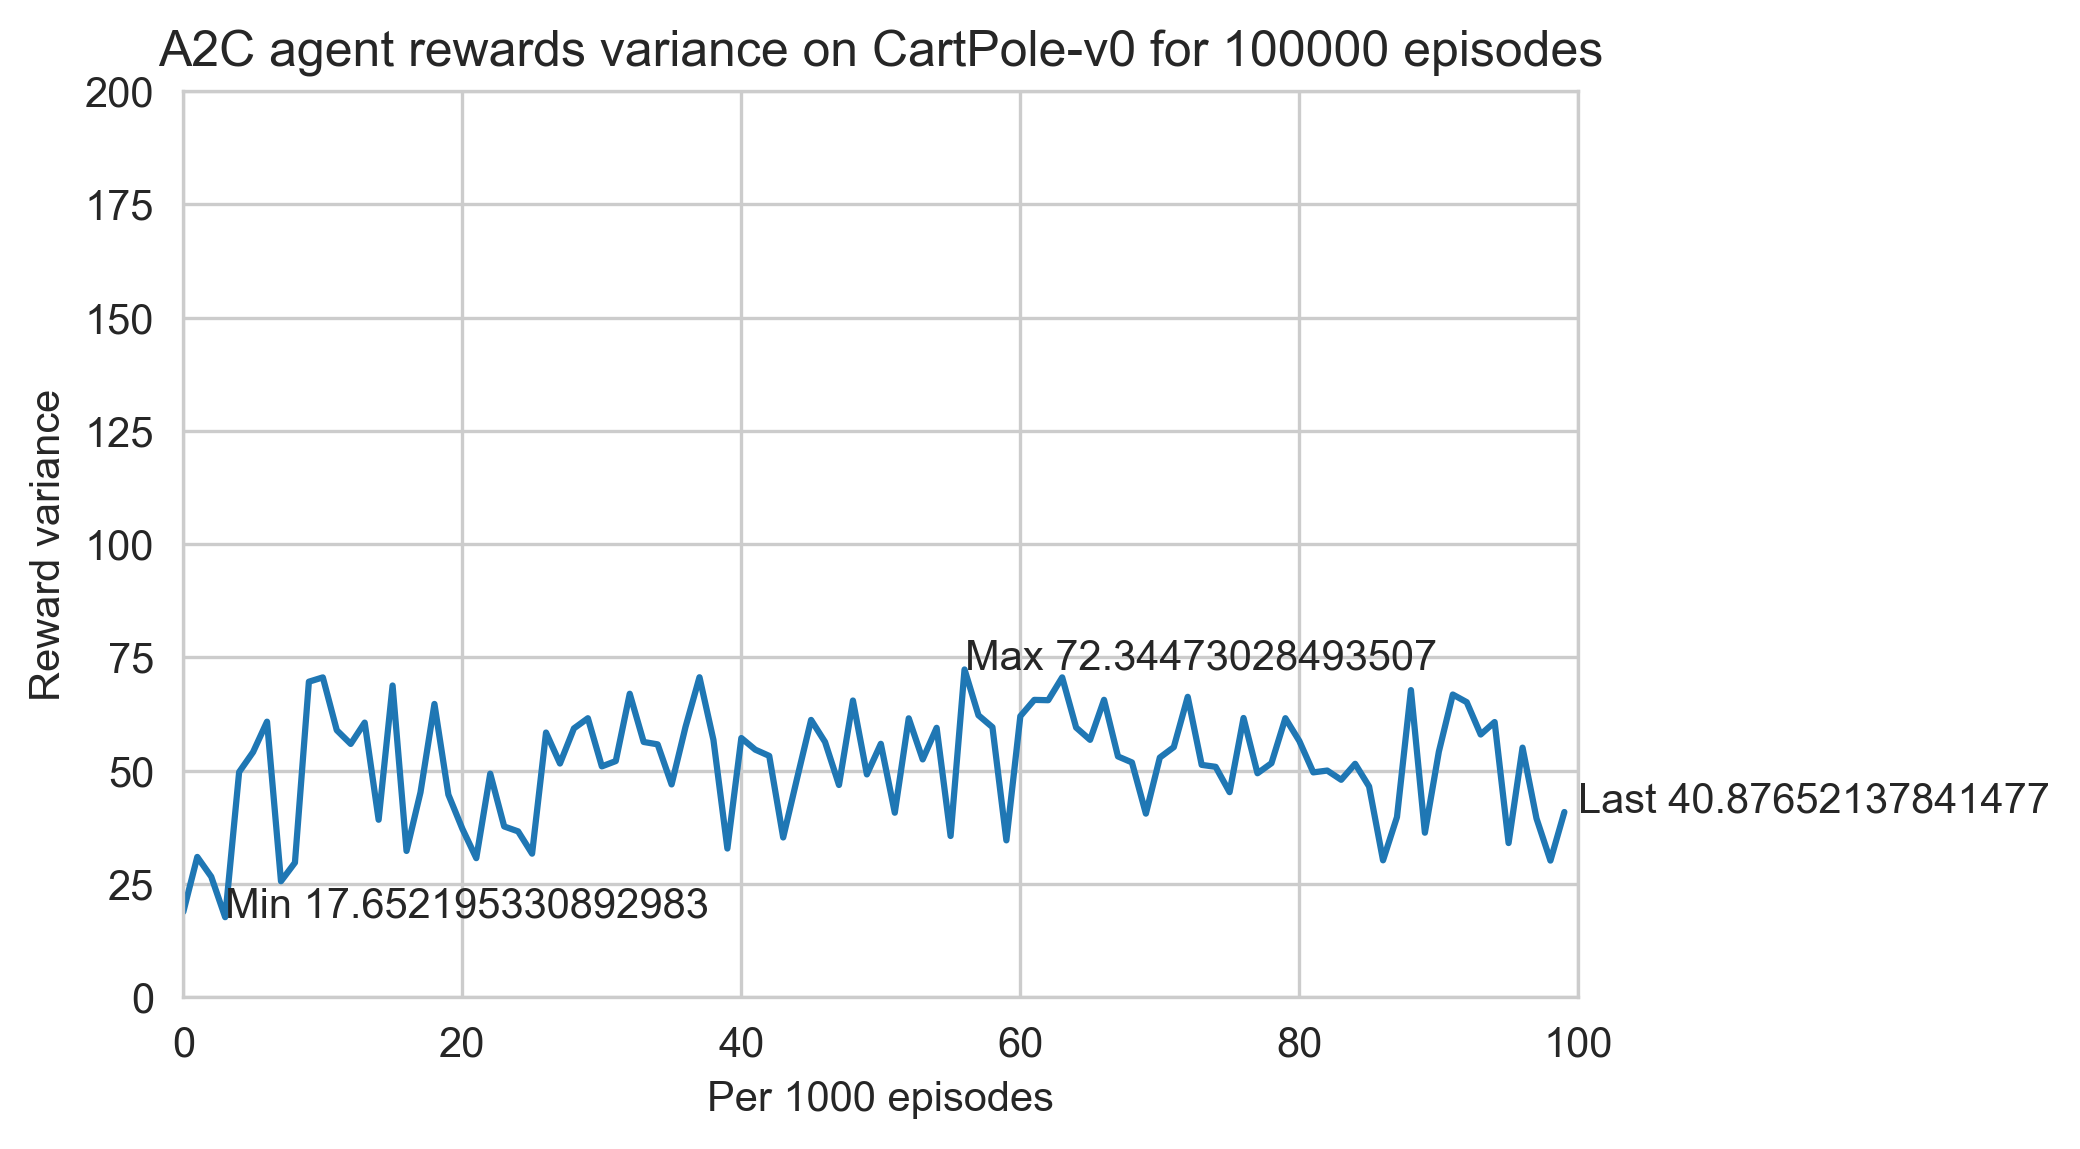 A2C agent rewards variance on CartPole-v0 for 100000 episodes
200
175
150
125
100
75
50
25
0
Reward variance
Max 72.34473028493507
Last 40.87652137841477
Min 17.652195330892983
0 20 40 60 80 100
Per 1000 episodes